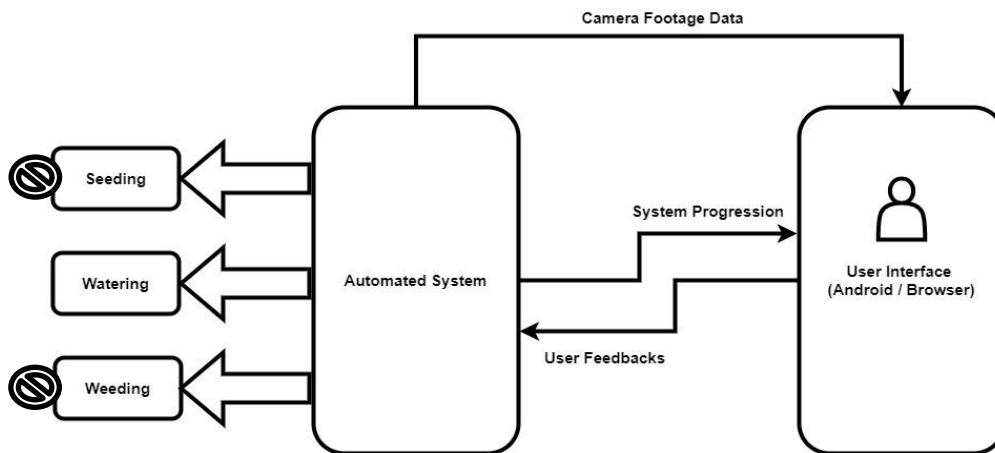 Camera Footage Data
Seeding
System Progression
Watering
Automated System
User Interface
(Android / Browser)
User Feedbacks
Weeding